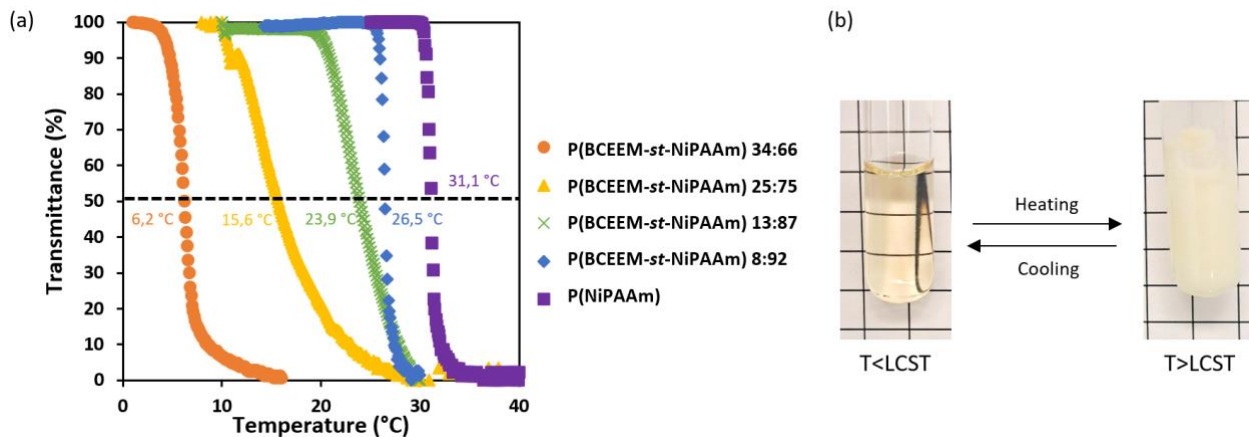 (a)
100
90
80
70
60
50
40
30
20
10
0
Transmittance (%)
0
10
20
30
40
Temperature (°C)
6,2 °C
15,6 °C
23,9 °C
26,5 °C
31,1 °C
P(BCEEM-st-NiPAAm) 34:66
P(BCEEM-st-NiPAAm) 25:75
P(BCEEM-st-NiPAAm) 13:87
P(BCEEM-st-NiPAAm) 8:92
P(NiPAAm)
(b)
Heating
Cooling
T<LCST
T>LCST